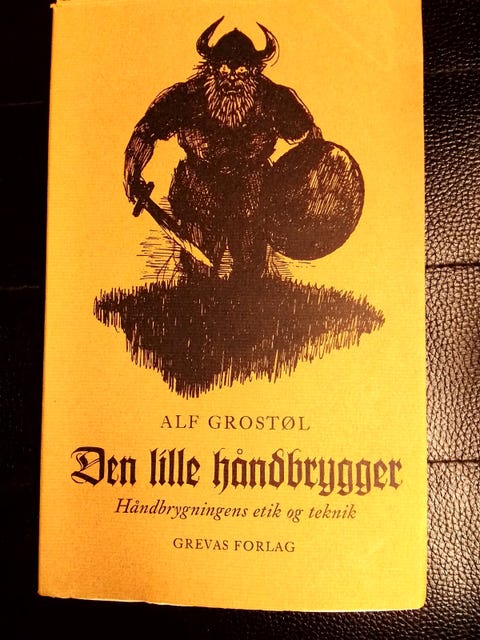 ALF GROSTØL
Den lille håndbrygger
Håndbrygningens etik og teknik
GREVAS FORLAG